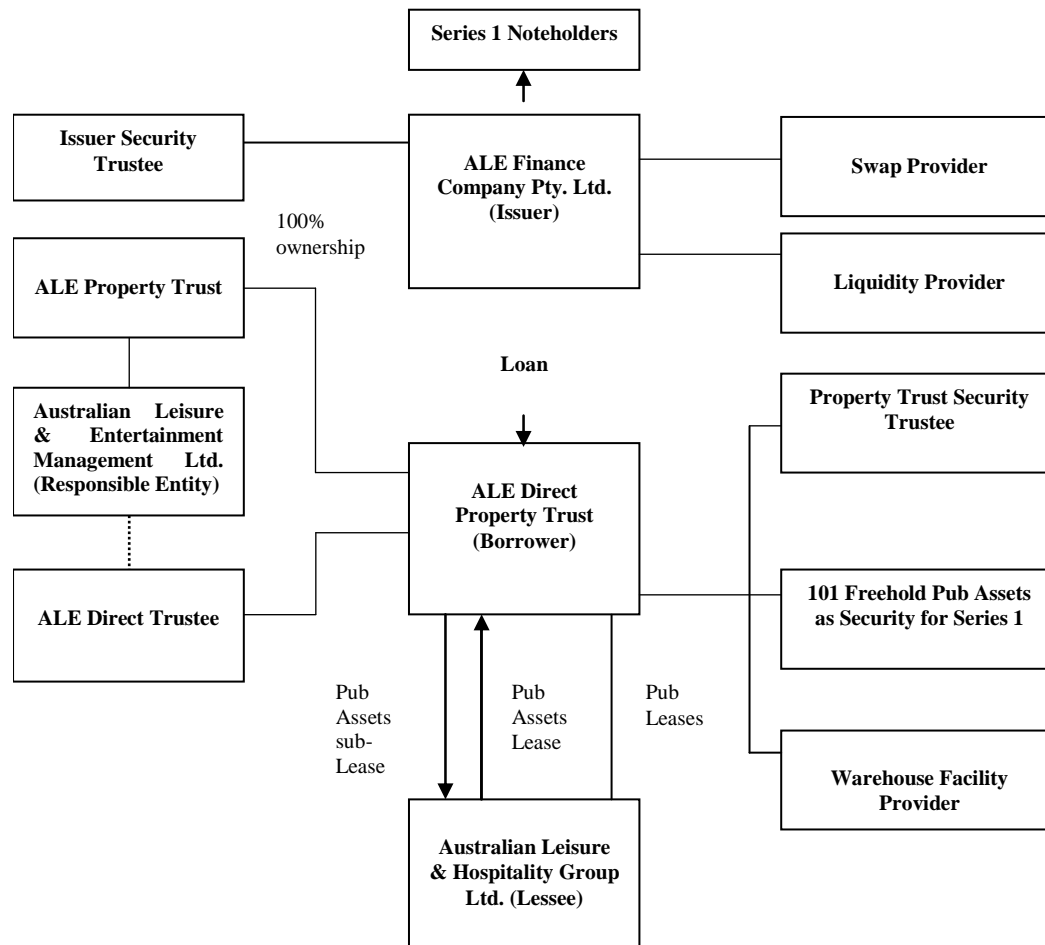 Series 1 Noteholders
Issuer Security
Trustee
ALE Finance
Company Pty. Ltd.
(Issuer)
Swap Provider
100%
ownership
ALE Property Trust
Liquidity Provider
Loan
Property Trust Security
Trustee
Australian Leisure
& Entertainment
Management Ltd.
(Responsible Entity)
ALE Direct
Property Trust
(Borrower)
ALE Direct Trustee
101 Freehold Pub Assets
as Security for Series 1
Pub
Assets
sub-
Lease
Pub
Assets
Lease
Pub
Leases
Warehouse Facility
Provider
Australian Leisure
& Hospitality Group
Ltd. (Lessee)